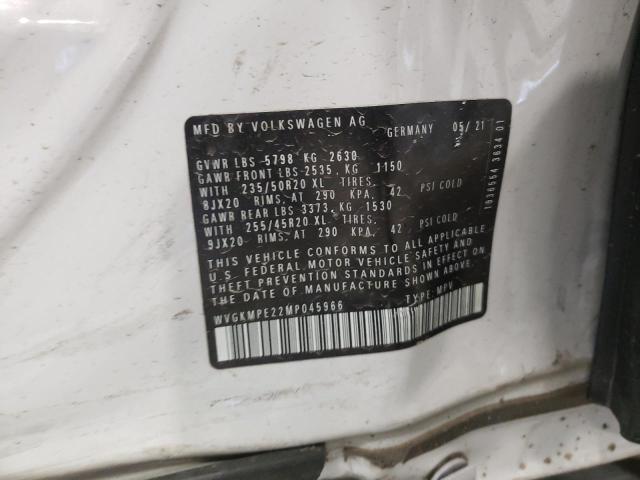 MFD BY VOLKSWAGEN AG GERMANY 05/21
GVWR LBS 5798 KG 2630
GAWR FRONT LBS 2535, KG 1150
WITH 235/50R20 XL TIRES,
8JX20 RIMS, AT 290 KPA, 42 PSI COLD
GAWR REAR LBS 3373, KG 1530
WITH 255/45R20 XL TIRES,
9JX20 RIMS, AT 290 KPA, 42 PSI COLD
THIS VEHICLE CONFORMS TO ALL APPLICABLE
U.S. FEDERAL MOTOR VEHICLE SAFETY AND
THEFT PREVENTION STANDARDS IN EFFECT ON
THE DATE OF MANUFACTURE SHOWN ABOVE.
WVGKMPE22MP045966 TYPE: MPV
1036554 3634 01